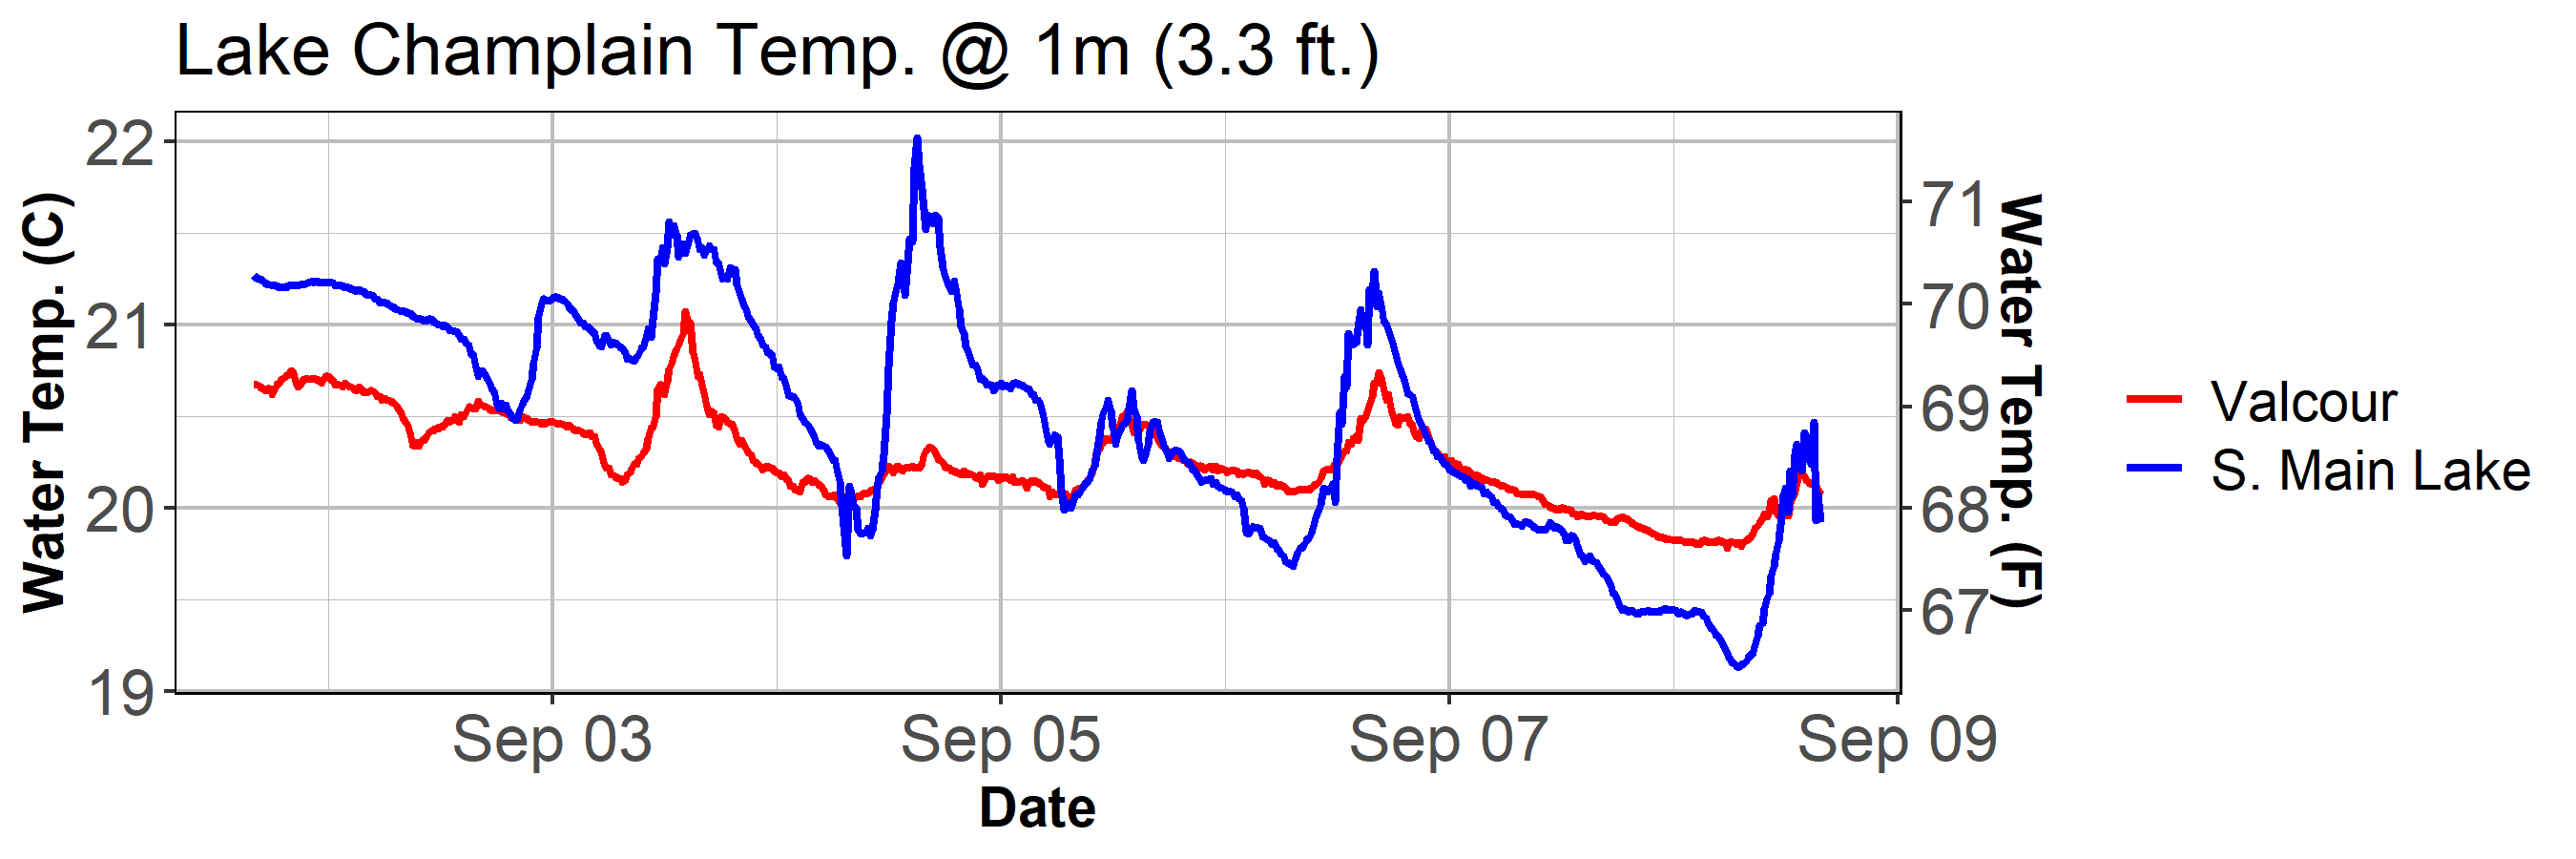 Lake Champlain Temp. @ 1m (3.3 ft.)
Water Temp. (C)
22
21
20
19
71
70
69
68
67
Water Temp. (F)
Sep 03
Sep 05
Sep 07
Sep 09
Date
Valcour
S. Main Lake